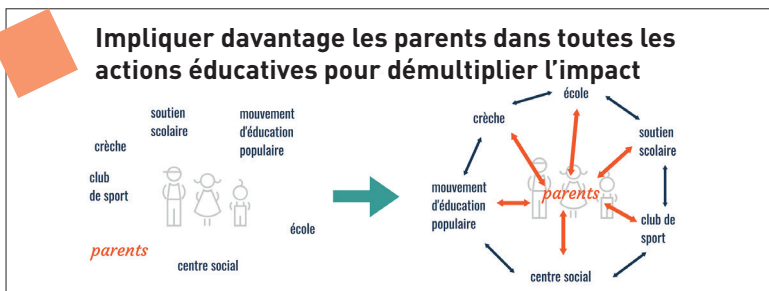 Impliquer davantage les parents dans toutes les
actions éducatives pour démultiplier l'impact
soutien
scolaire
mouvement
d'éducation
populaire
crèche
club
de sport
école
parents
centre social
école
crèche
soutien
scolaire
mouvement
d'éducation
populaire
parents
club de
sport
centre social